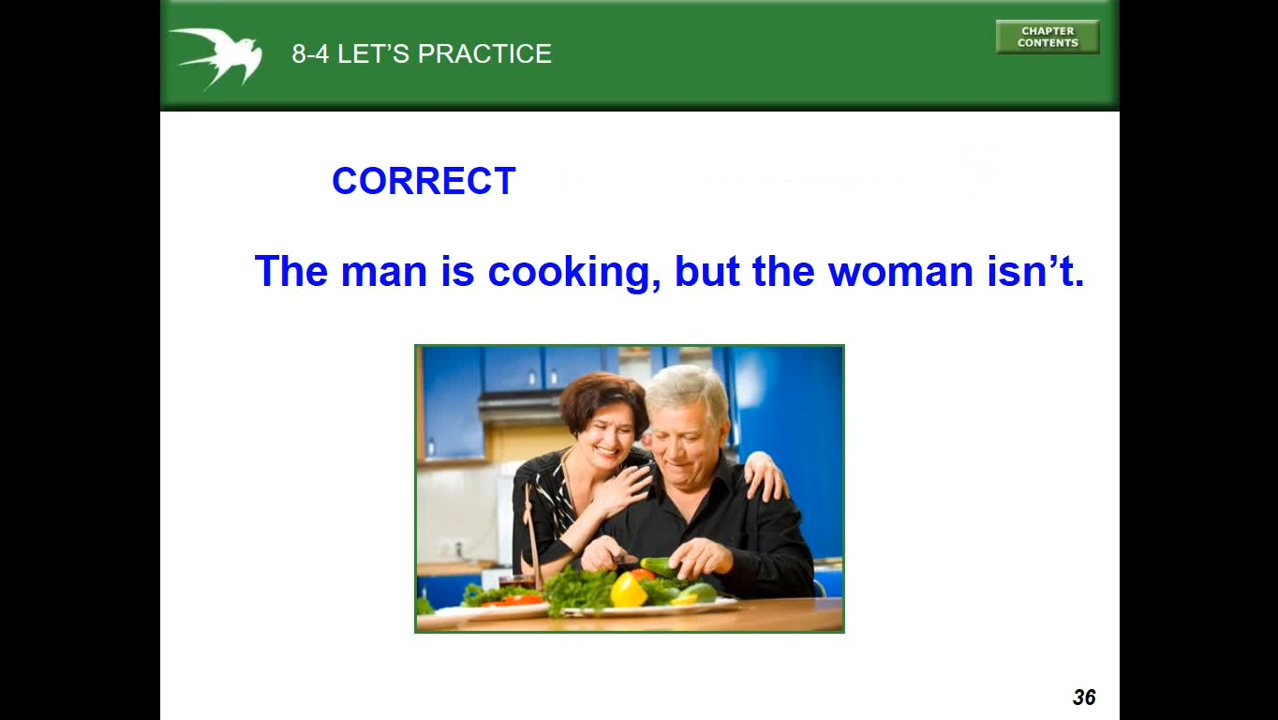 8-4 LET’S PRACTICE
CHAPTER
CONTENTS
CORRECT
The man is cooking, but the woman isn’t.
36